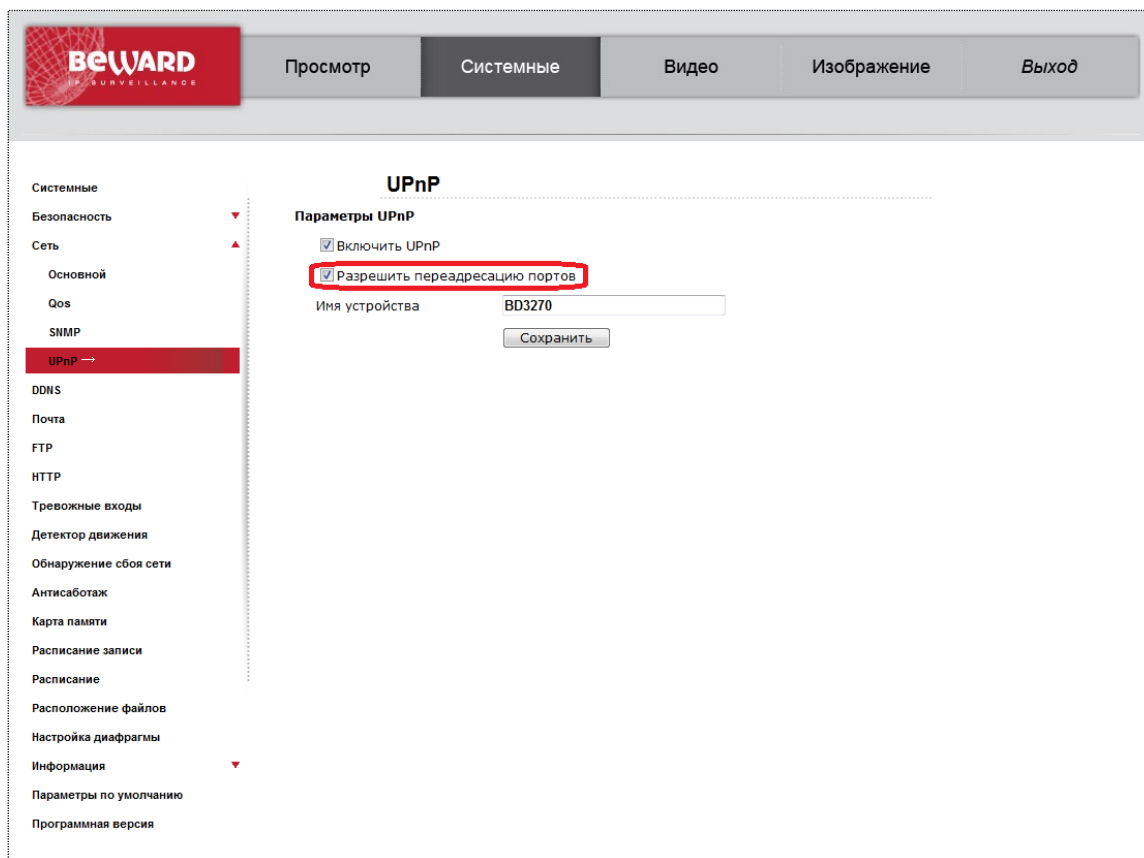 BEWARD
IP SURVEILLANCE
Просмотр Системные Видео Изображение Выход
Системные
Безопасность
Сеть
Основной
Qos
SNMP
UPnP →
DDNS
Почта
FTP
HTTP
Тревожные входы
Детектор движения
Обнаружение сбоя сети
Антисаботаж
Карта памяти
Расписание записи
Расписание
Расположение файлов
Настройка диафрагмы
Информация
Параметры по умолчанию
Программная версия
UPnP
Параметры UPnP
Включить UPnP
Разрешить переадресацию портов
Имя устройства BD3270
Сохранить